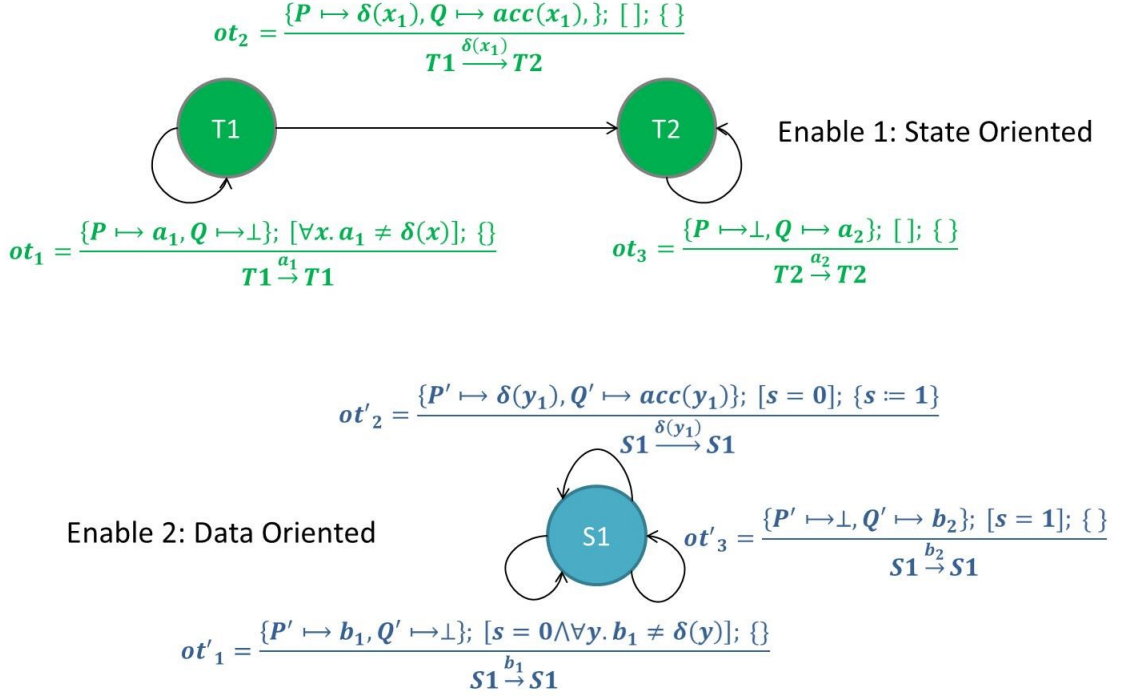 ot₂ = {P ↦ δ(x₁), Q ↦ acc(x₁),}; [ ]; { }
T1 δ(x₁)⟶ T2
T1
T2
Enable 1: State Oriented
ot₁ = {P ↦ a₁, Q ↦⊥}; [∀x. a₁ ≠ δ(x)]; {}
T1 a₁→ T1
ot₃ = {P ↦⊥, Q ↦ a₂}; [ ]; { }
T2 a₂→ T2
ot′₂ = {P′ ↦ δ(y₁), Q′ ↦ acc(y₁)}; [s = 0]; {s ≔ 1}
S1 δ(y₁)⟶ S1
Enable 2: Data Oriented
S1
ot′₃ = {P′ ↦⊥, Q′ ↦ b₂}; [s = 1]; { }
S1 b₂→ S1
ot′₁ = {P′ ↦ b₁, Q′ ↦⊥}; [s = 0⋀∀y. b₁ ≠ δ(y)]; {}
S1 b₁→ S1